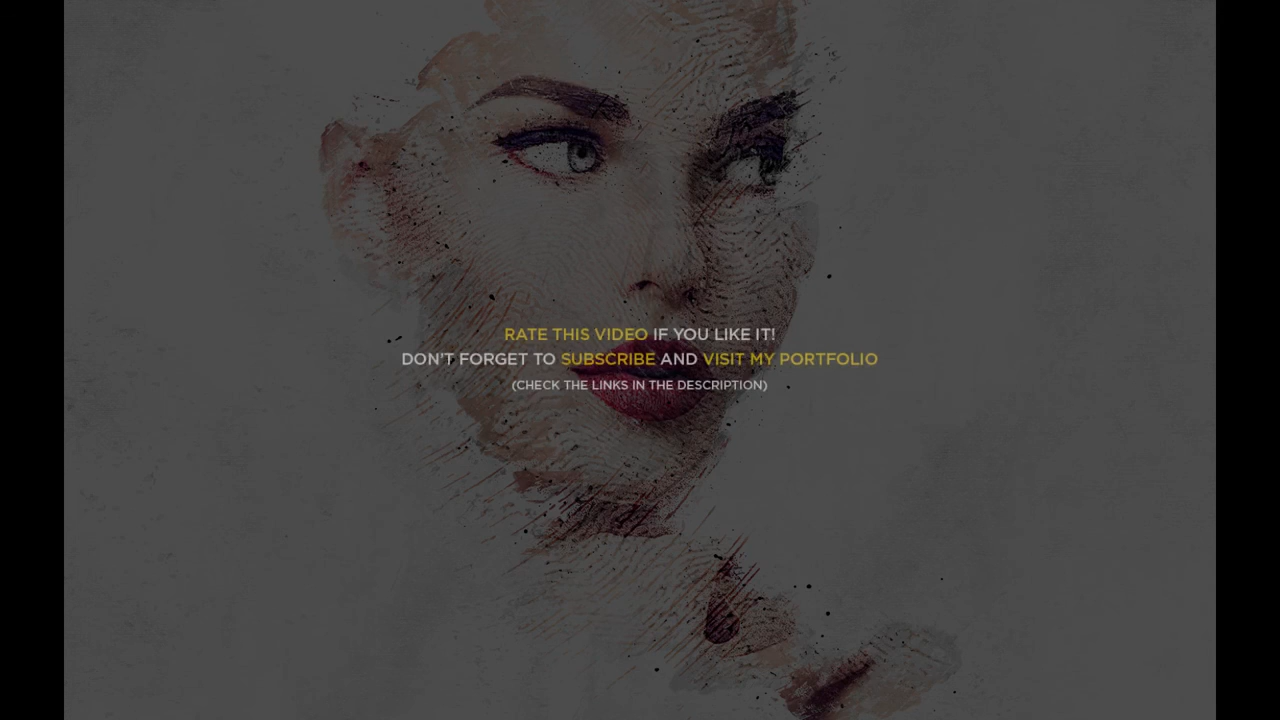 RATE THIS VIDEO IF YOU LIKE IT!
DON'T FORGET TO SUBSCRIBE AND VISIT MY PORTFOLIO
(CHECK THE LINKS IN THE DESCRIPTION)